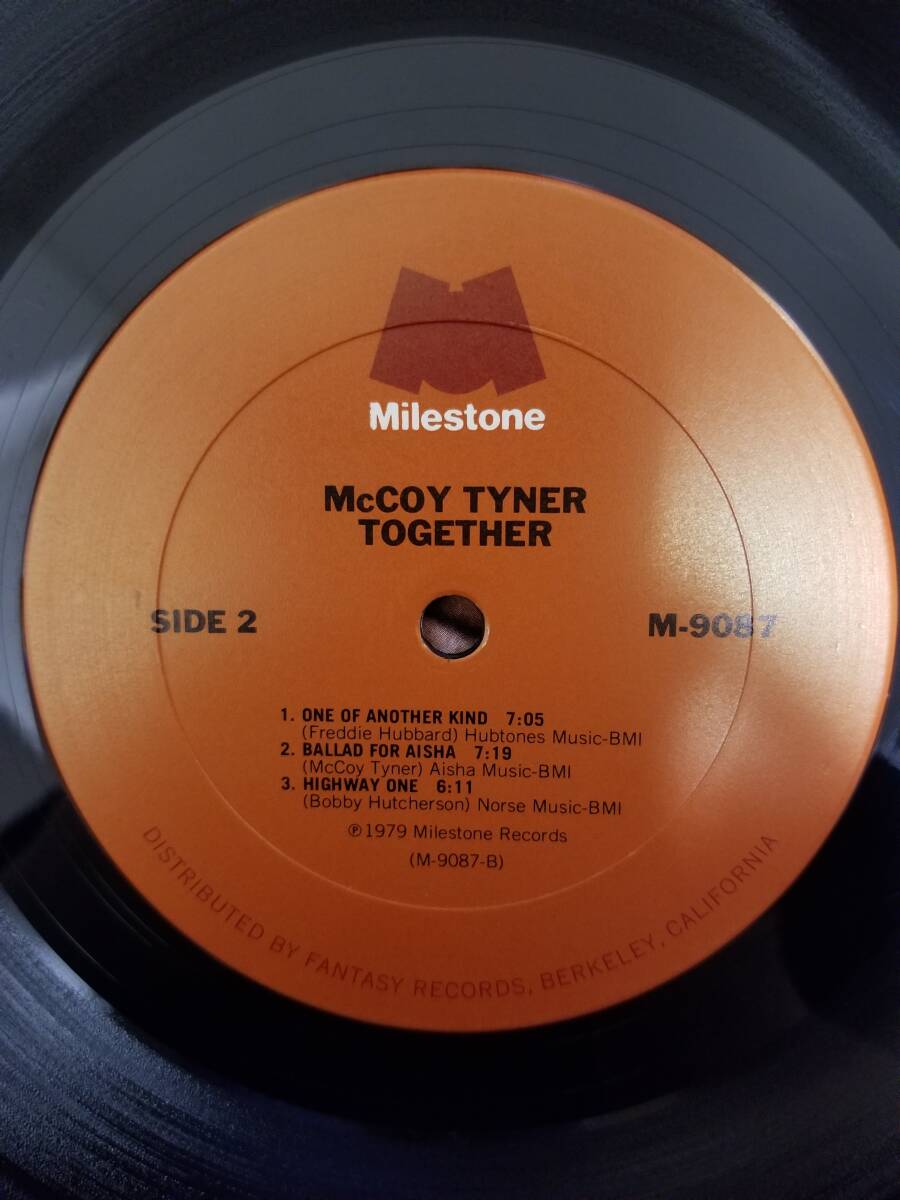 Milestone
McCOY TYNER
TOGETHER
SIDE 2
M-9087
1. ONE OF ANOTHER KIND 7:05
(Freddie Hubbard) Hubtones Music-BMI
2. BALLAD FOR AISHA 7:19
(McCoy Tyner) Aisha Music-BMI
3. HIGHWAY ONE 6:11
(Bobby Hutcherson) Norse Music-BMI
℗1979 Milestone Records
(M-9087-B)
DISTRIBUTED BY FANTASY RECORDS, BERKELEY, CALIFORNIA